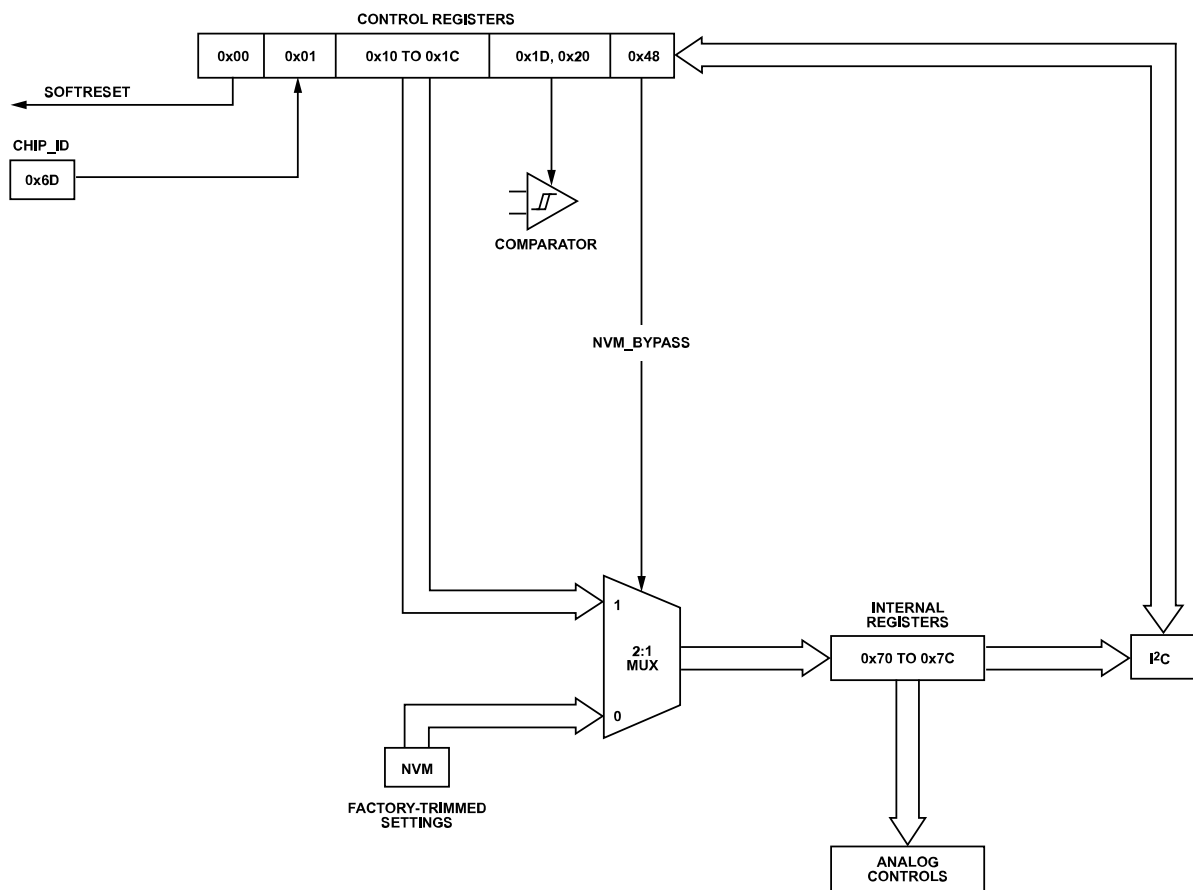 CONTROL REGISTERS
0x00
0x01
0x10 TO 0x1C
0x1D, 0x20
0x48
SOFTRESET
CHIP_ID
0x6D
COMPARATOR
NVM_BYPASS
1
2:1
MUX
0
INTERNAL
REGISTERS
0x70 TO 0x7C
I²C
NVM
FACTORY-TRIMMED
SETTINGS
ANALOG
CONTROLS